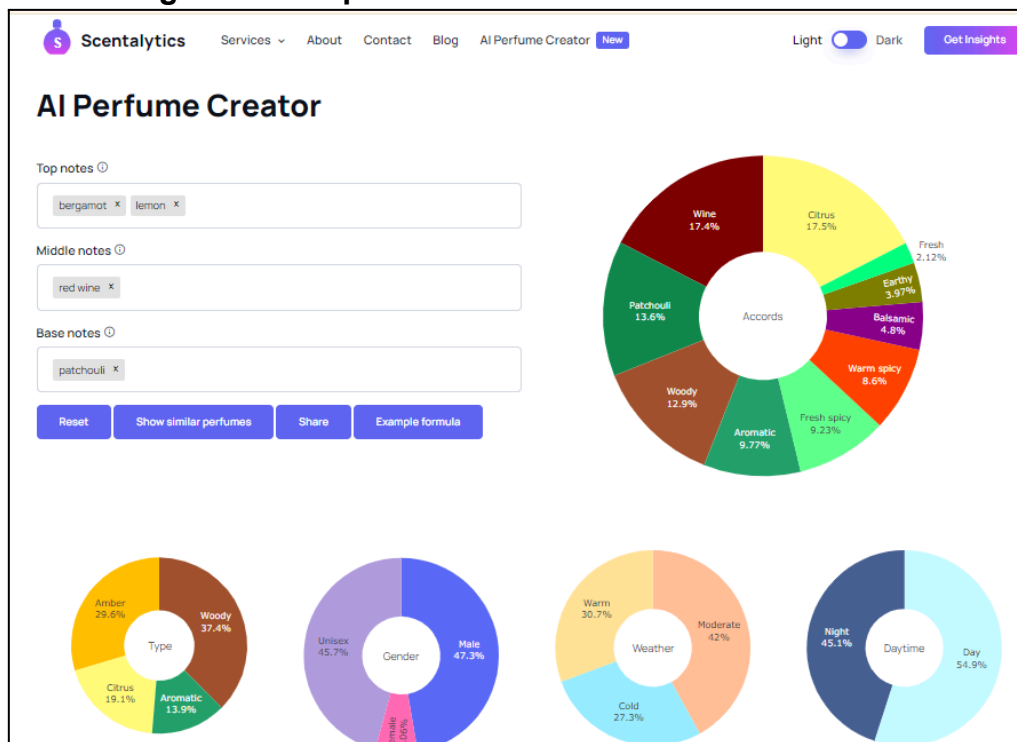 S Scentalytics Services About Contact Blog AI Perfume Creator New Light Dark Get Insights
AI Perfume Creator
Top notes
bergamot x lemon x
Middle notes
red wine x
Base notes
patchouli x
Reset Show similar perfumes Share Example formula
Accords
Citrus
17.5%
Fresh
2.12%
Earthy
3.97%
Balsamic
4.8%
Warm spicy
8.6%
Fresh spicy
9.23%
Aromatic
9.77%
Woody
12.9%
Patchouli
13.6%
Wine
17.4%
Type
Woody
37.4%
Aromatic
13.9%
Citrus
19.1%
Amber
29.6%
Gender
Male
47.3%
Unisex
45.7%
Weather
Moderate
42%
Cold
27.3%
Warm
30.7%
Daytime
Day
54.9%
Night
45.1%